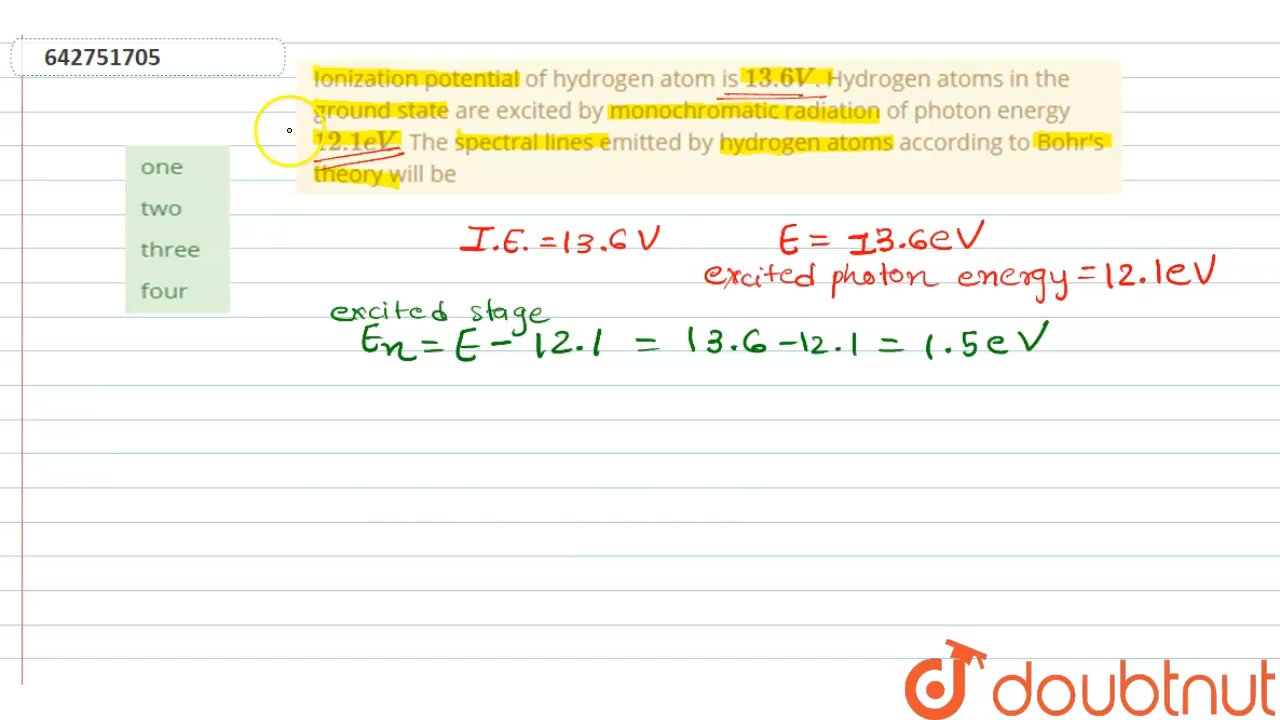 642751705
Ionization potential of hydrogen atom is 13.6V. Hydrogen atoms in the
ground state are excited by monochromatic radiation of photon energy
12.1eV. The spectral lines emitted by hydrogen atoms according to Bohr's
theory will be
one
two
three
four
I.E. = 13.6 V
E = 13.6eV
excited photon energy = 12.1eV
excited stage
En = E - 12.1 = 13.6 - 12.1 = 1.5eV
doubtnut